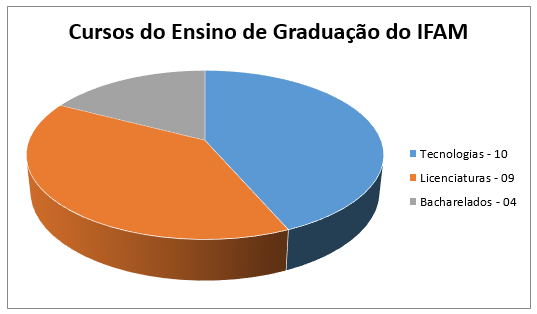 Cursos do Ensino de Graduação do IFAM
Tecnologias - 10
Licenciaturas - 09
Bacharelados - 04